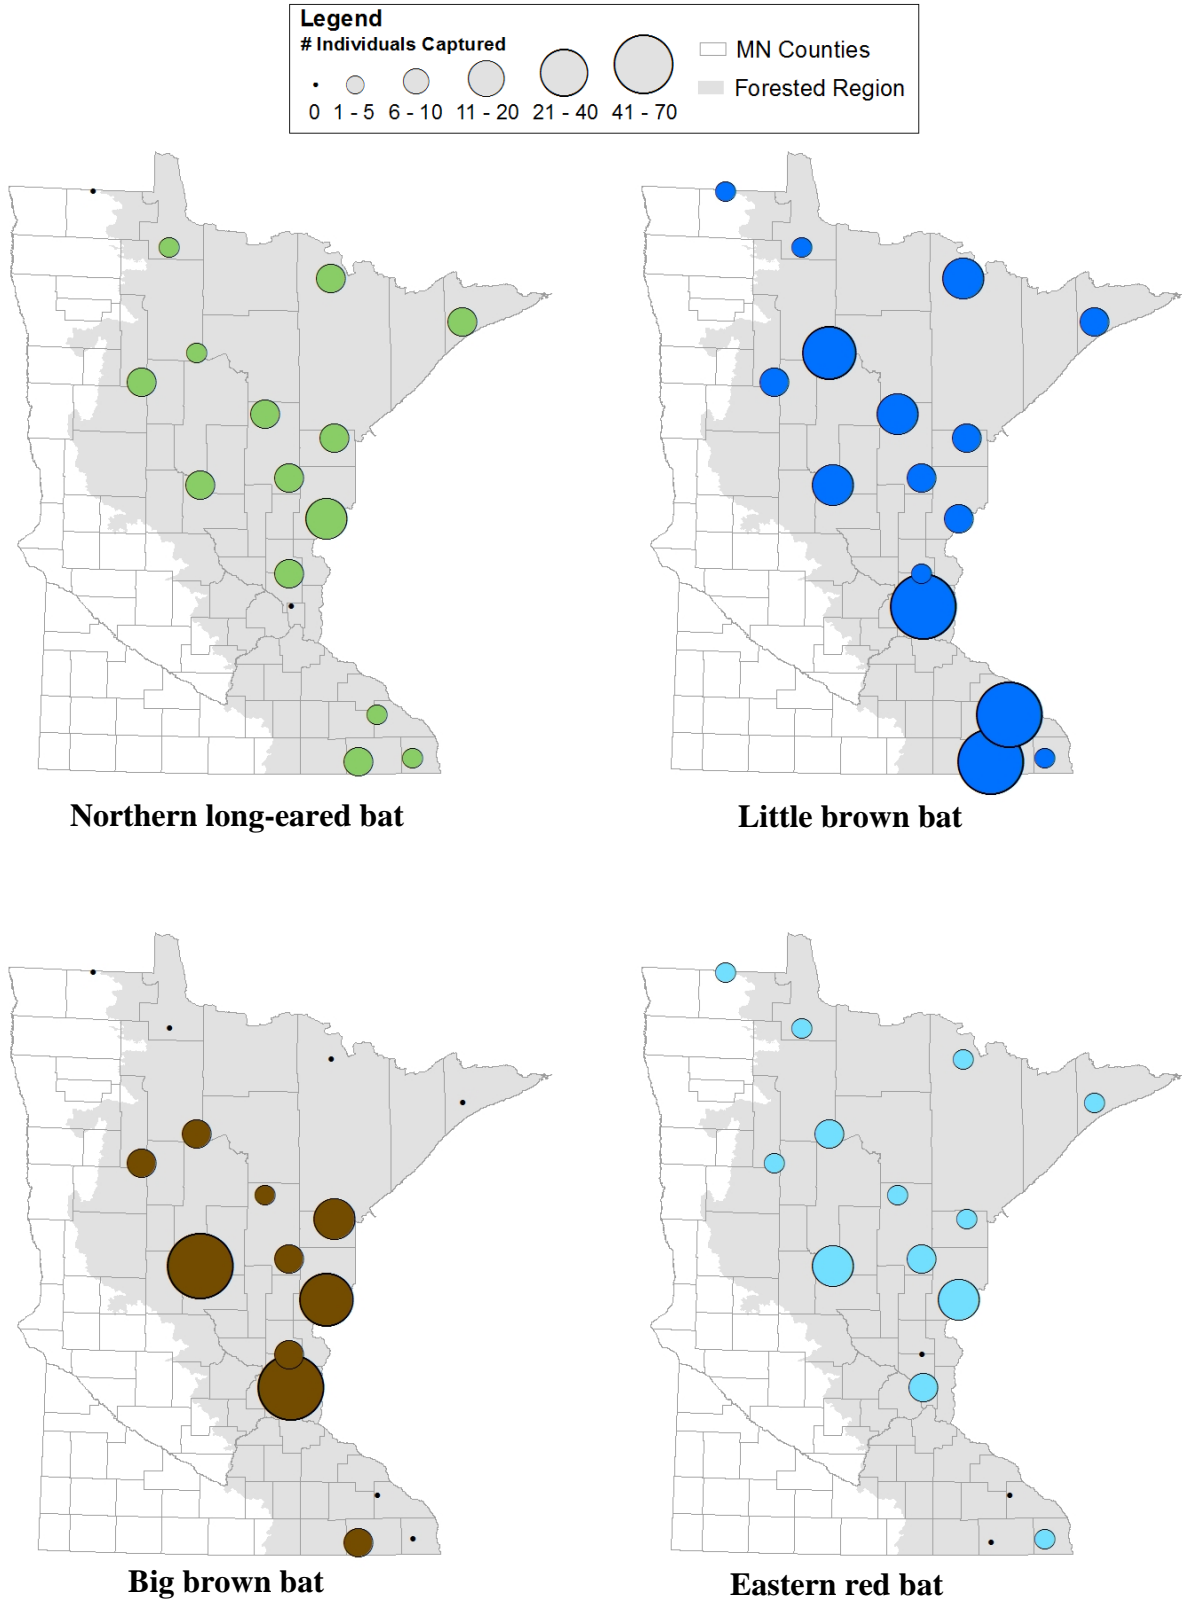 Legend
# Individuals Captured
0 1 - 5 6 - 10 11 - 20 21 - 40 41 - 70
MN Counties
Forested Region
Northern long-eared bat
Little brown bat
Big brown bat
Eastern red bat